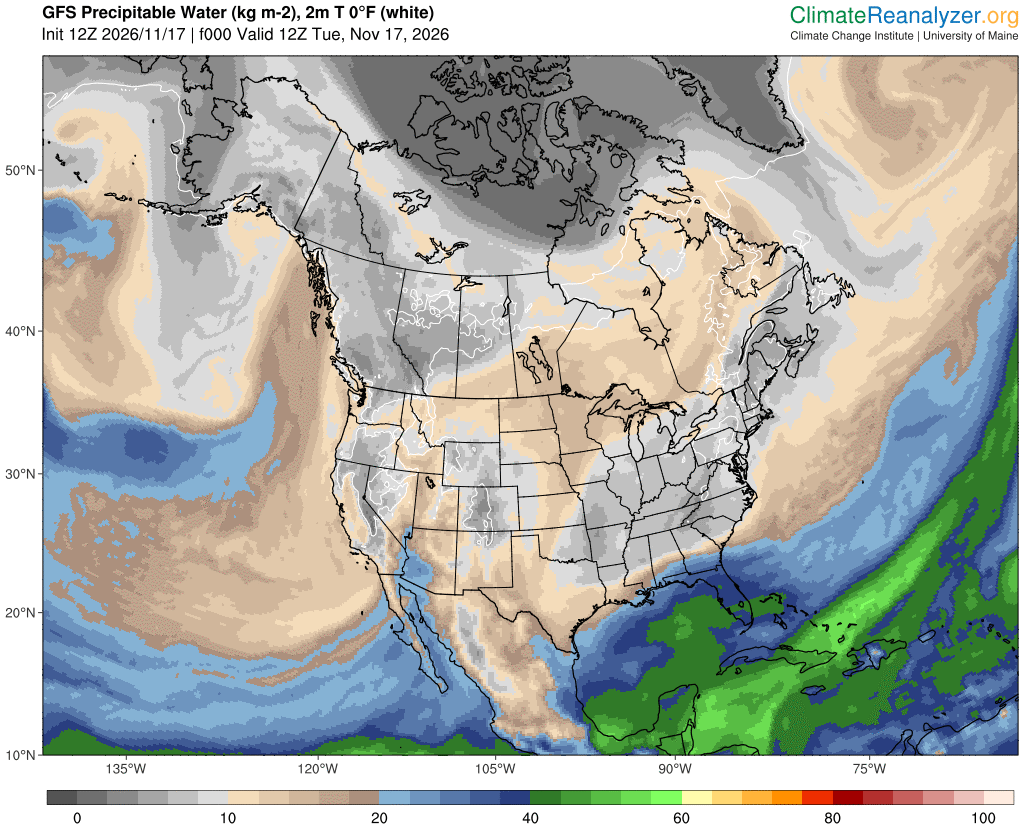 GFS Precipitable Water (kg m-2), 2m T 0°F (white)
Init 12Z 2026/11/17 | f000 Valid 12Z Tue, Nov 17, 2026
ClimateReanalyzer.org
Climate Change Institute | University of Maine
50°N
40°N
30°N
20°N
10°N
135°W 120°W 105°W 90°W 75°W
0 10 20 40 60 80 100